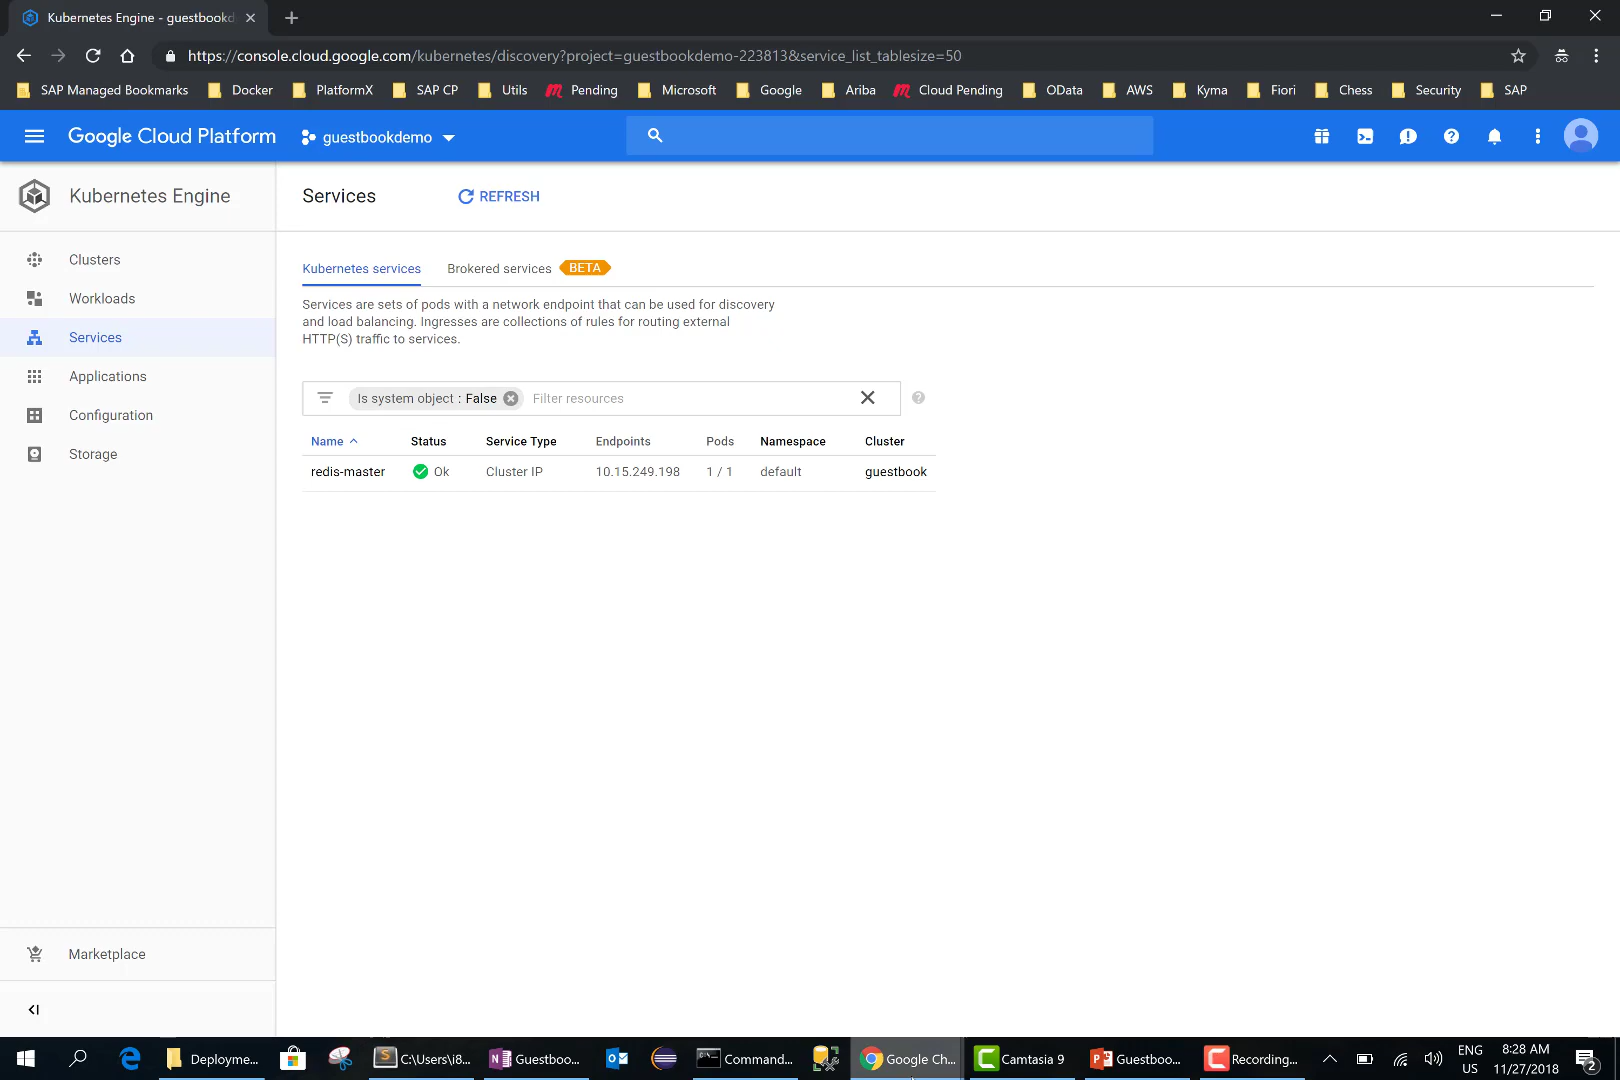 Kubernetes Engine - guestbookd
https://console.cloud.google.com/kubernetes/discovery?project=guestbookdemo-223813&service_list_tablesize=50
SAP Managed Bookmarks Docker PlatformX SAP CP Utils Pending Microsoft Google Ariba Cloud Pending OData AWS Kyma Fiori Chess Security SAP
Google Cloud Platform guestbookdemo
Kubernetes Engine
Services REFRESH
Clusters
Workloads
Services
Applications
Configuration
Storage
Kubernetes services Brokered services BETA
Services are sets of pods with a network endpoint that can be used for discovery
and load balancing. Ingresses are collections of rules for routing external
HTTP(S) traffic to services.
Is system object : False Filter resources
Name Status Service Type Endpoints Pods Namespace Cluster
redis-master Ok Cluster IP 10.15.249.198 1 / 1 default guestbook
Marketplace
Deployme... C:\Users\i8... Guestboo... Command... Google Ch... Camtasia 9 Guestboo... Recording... ENG US 8:28 AM 11/27/2018 2